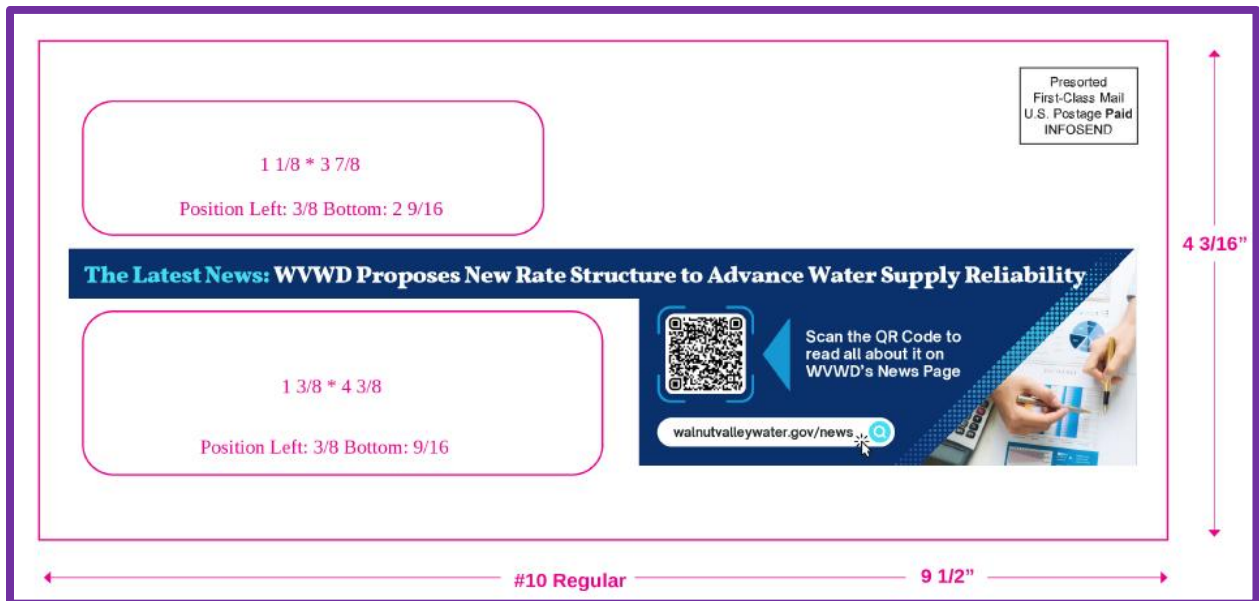 Presorted
First-Class Mail
U.S. Postage Paid
INFOSEND
1 1/8 * 3 7/8
Position Left: 3/8 Bottom: 2 9/16
4 3/16”
The Latest News: WVWD Proposes New Rate Structure to Advance Water Supply Reliability
Scan the QR Code to
read all about it on
WVWD's News Page
1 3/8 * 4 3/8
walnutvalleywater.gov/news
Position Left: 3/8 Bottom: 9/16
#10 Regular
9 1/2”